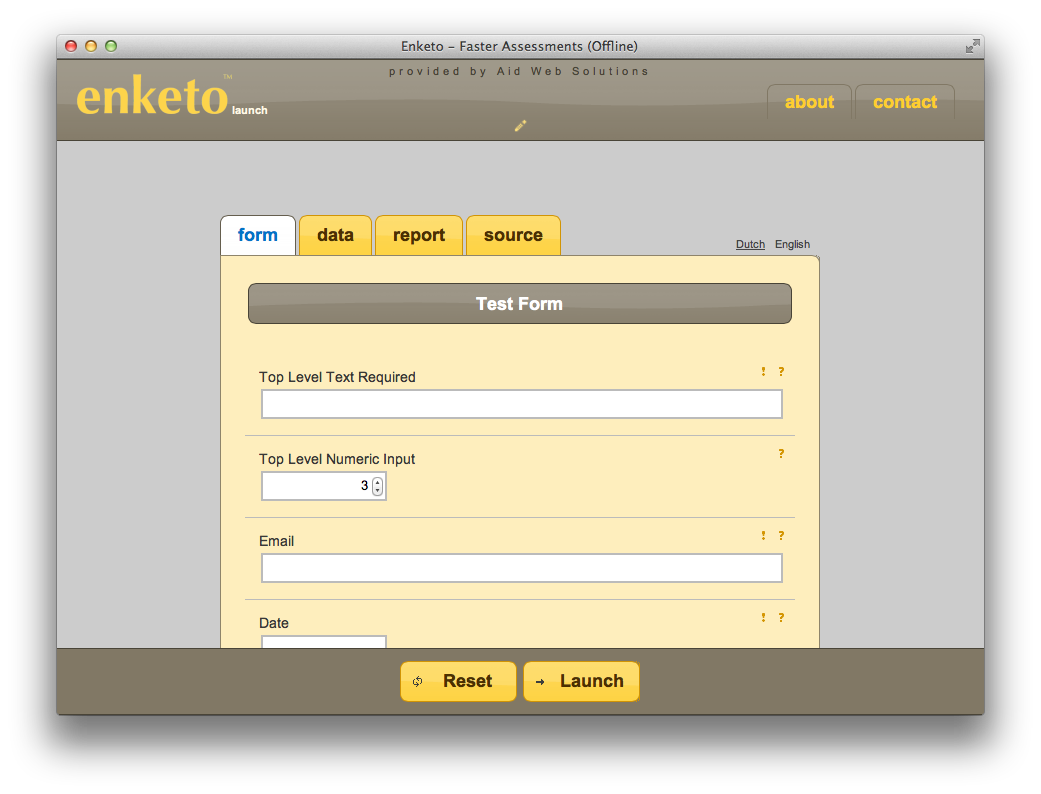 Enketo – Faster Assessments (Offline)
provided by Aid Web Solutions
enketo™ launch
about contact
form data report source
Dutch English
Test Form
Top Level Text Required ! ?
Top Level Numeric Input ?
3
Email ! ?
Date ! ?
Reset Launch